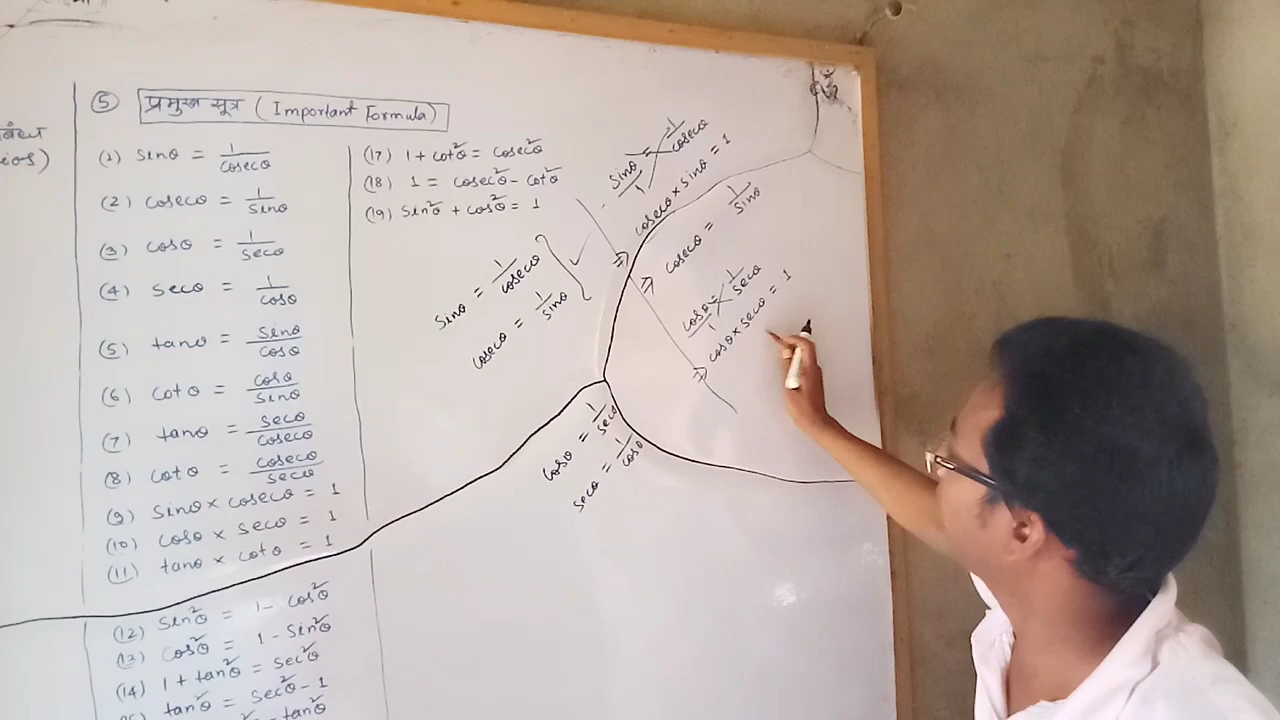 बंध
ios)
⑤ प्रमुख सूत्र (Important Formula)
(1) sinθ = 1/cosecθ
(2) cosecθ = 1/sinθ
(3) cosθ = 1/secθ
(4) secθ = 1/cosθ
(5) tanθ = sinθ/cosθ
(6) cotθ = cosθ/sinθ
(7) tanθ = secθ/cosecθ
(8) cotθ = cosecθ/secθ
(9) sinθ × cosecθ = 1
(10) cosθ × secθ = 1
(11) tanθ × cotθ = 1
(12) sin²θ = 1 - cos²θ
(13) cos²θ = 1 - sin²θ
(14) 1 + tan²θ = sec²θ
tan²θ = sec²θ - 1
tan²θ
(17) 1 + cot²θ = cosec²θ
(18) 1 = cosec²θ - cot²θ
(19) sin²θ + cos²θ = 1
sinθ = 1/cosecθ
cosecθ = 1/sinθ
cosθ = 1/secθ
secθ = 1/cosθ
sinθ/1 = 1/cosecθ
⇒ cosecθ × sinθ = 1
⇒ cosecθ = 1/sinθ
cosθ/1 = 1/secθ
⇒ cosθ × secθ = 1